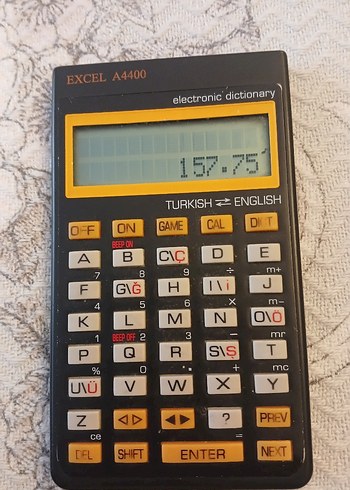 EXCEL A4400
electronic dictionary
157.75
TURKISH ⇄ ENGLISH
OFF ON GAME CAL DICT
BEEP ON
A B C\Ç D E
7 8 9 ÷ m+
F G\Ğ H I\i J
4 5 6 × m−
K L M N O\Ö
1 BEEP OFF 2 3 − mr
P Q R S\Ş T
% 0 . + mc
U\Ü V W X Y
Z ◁▷ ◀▶ ? PREV
ce =
DEL SHIFT ENTER NEXT